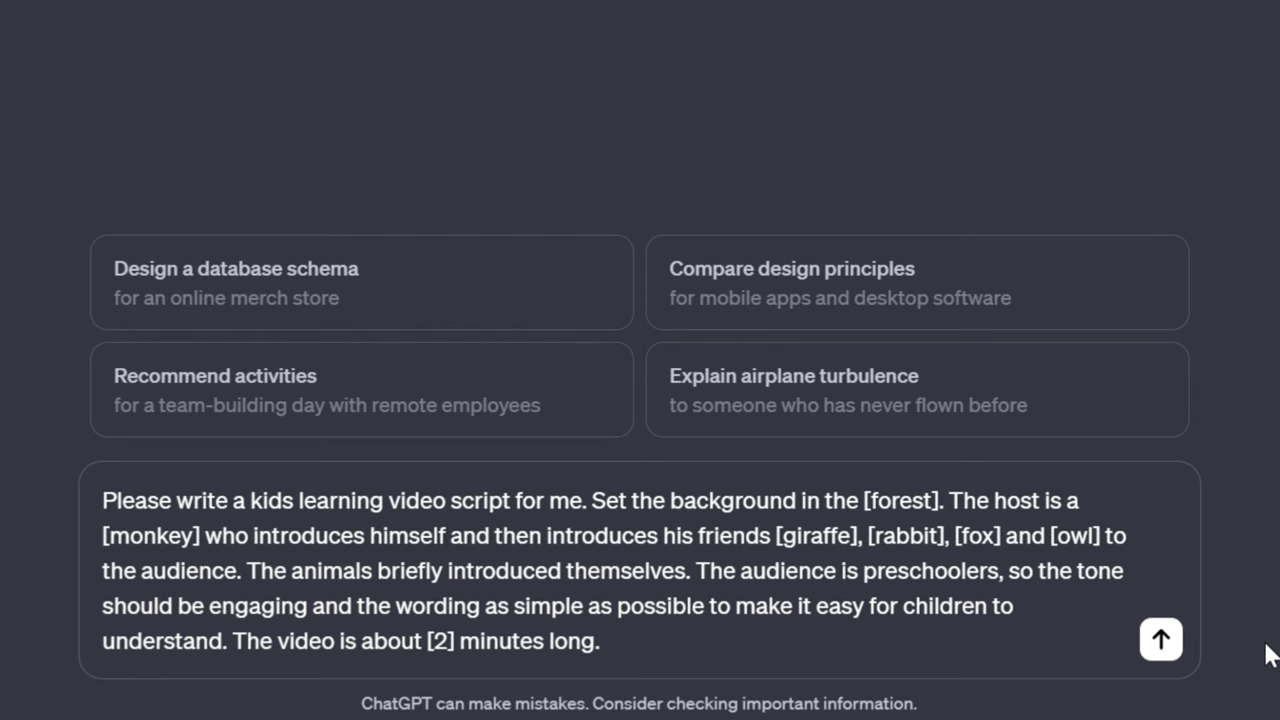 Design a database schema
for an online merch store
Compare design principles
for mobile apps and desktop software
Recommend activities
for a team-building day with remote employees
Explain airplane turbulence
to someone who has never flown before
Please write a kids learning video script for me. Set the background in the [forest]. The host is a
[monkey] who introduces himself and then introduces his friends [giraffe], [rabbit], [fox] and [owl] to
the audience. The animals briefly introduced themselves. The audience is preschoolers, so the tone
should be engaging and the wording as simple as possible to make it easy for children to
understand. The video is about [2] minutes long.
ChatGPT can make mistakes. Consider checking important information.